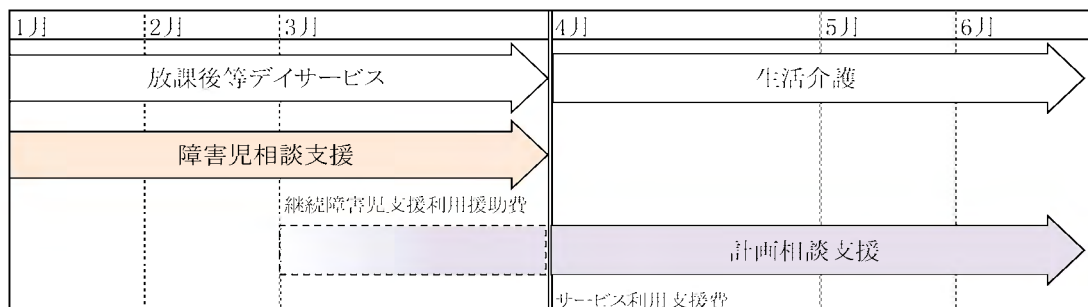 1月 2月 3月 4月 5月 6月
放課後等デイサービス 生活介護
障害児相談支援
継続障害児支援利用援助費
計画相談支援
サービス利用支援費